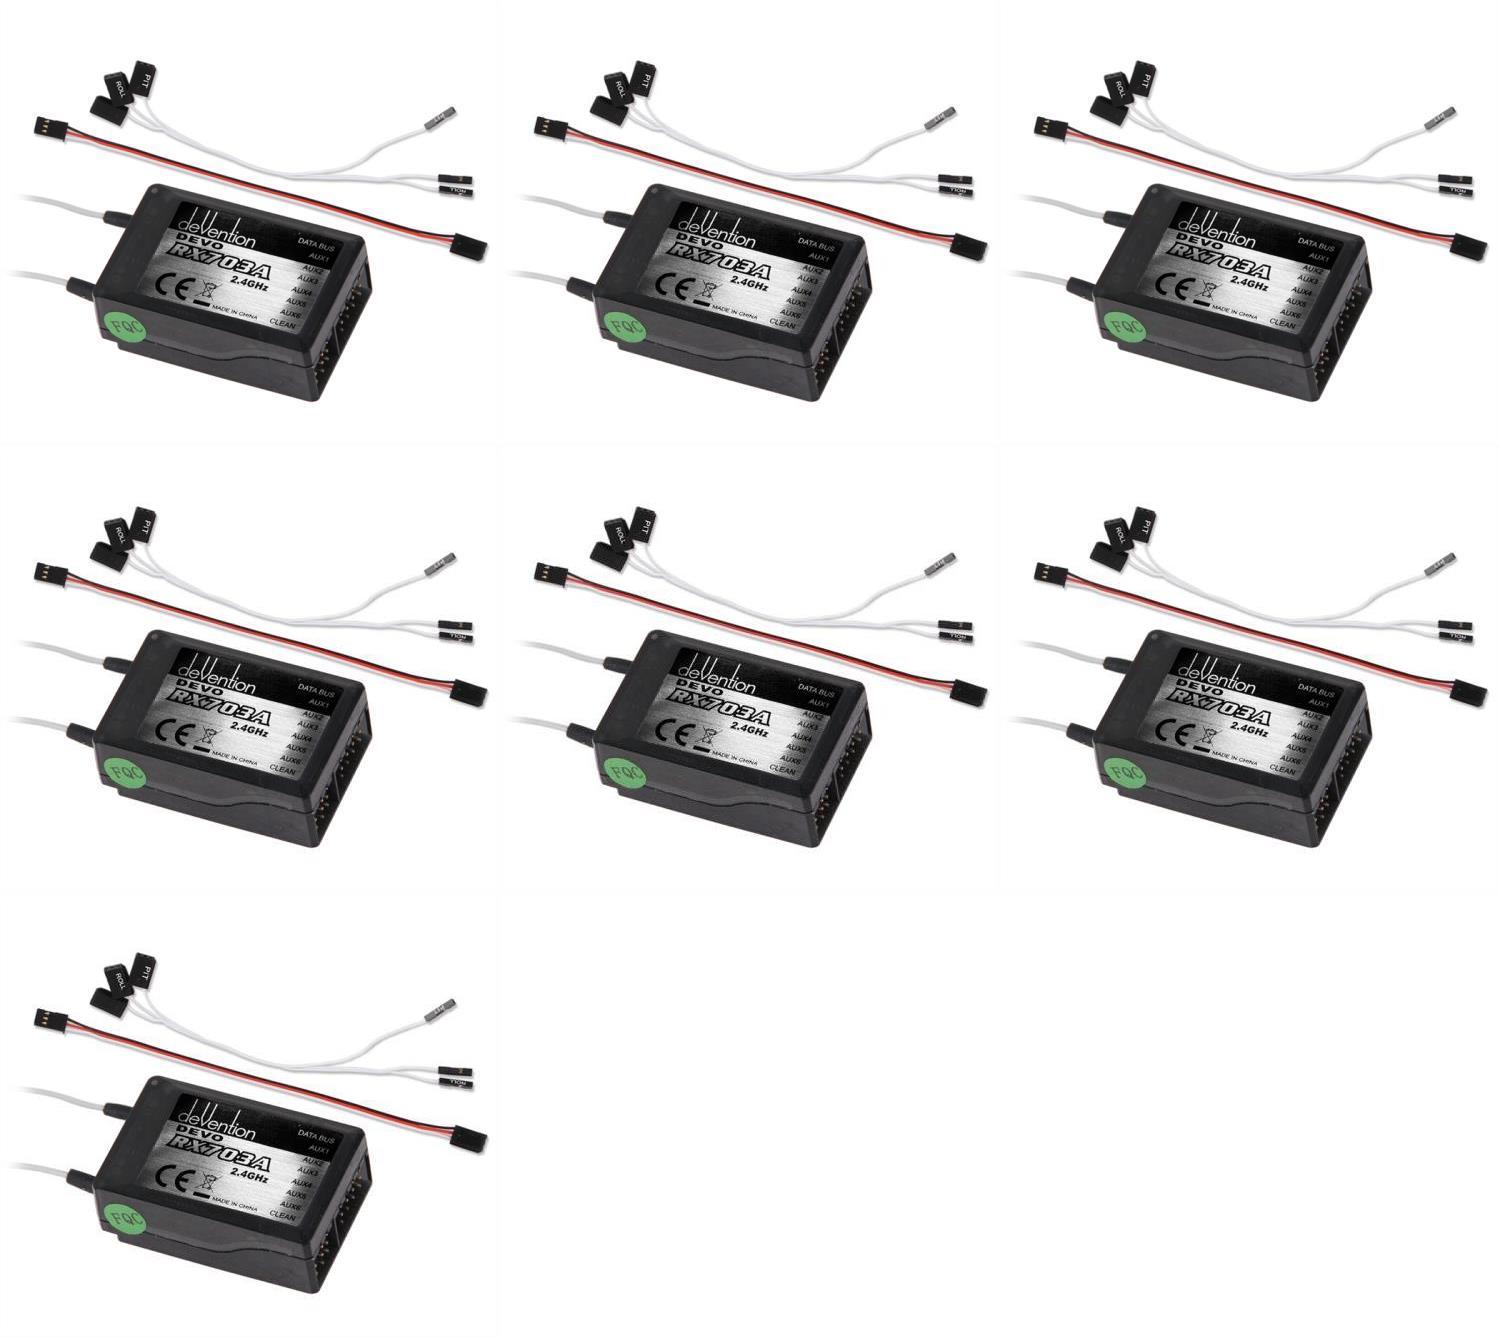 PIT
ROLL
deVention
DEVO
RX703A
2.4GHz
DATA BUS
AUX1
AUX2
AUX3
AUX4
AUX5
AUX6
CLEAN
CE
MADE IN CHINA
FQC
PIT
ROLL
deVention
DEVO
RX703A
2.4GHz
DATA BUS
AUX1
AUX2
AUX3
AUX4
AUX5
AUX6
CLEAN
CE
MADE IN CHINA
FQC
PIT
ROLL
deVention
DEVO
RX703A
2.4GHz
DATA BUS
AUX1
AUX2
AUX3
AUX4
AUX5
AUX6
CLEAN
CE
MADE IN CHINA
FQC
PIT
ROLL
deVention
DEVO
RX703A
2.4GHz
DATA BUS
AUX1
AUX2
AUX3
AUX4
AUX5
AUX6
CLEAN
CE
MADE IN CHINA
FQC
PIT
ROLL
deVention
DEVO
RX703A
2.4GHz
DATA BUS
AUX1
AUX2
AUX3
AUX4
AUX5
AUX6
CLEAN
CE
MADE IN CHINA
FQC
PIT
ROLL
deVention
DEVO
RX703A
2.4GHz
DATA BUS
AUX1
AUX2
AUX3
AUX4
AUX5
AUX6
CLEAN
CE
MADE IN CHINA
FQC
PIT
ROLL
deVention
DEVO
RX703A
2.4GHz
DATA BUS
AUX1
AUX2
AUX3
AUX4
AUX5
AUX6
CLEAN
CE
MADE IN CHINA
FQC